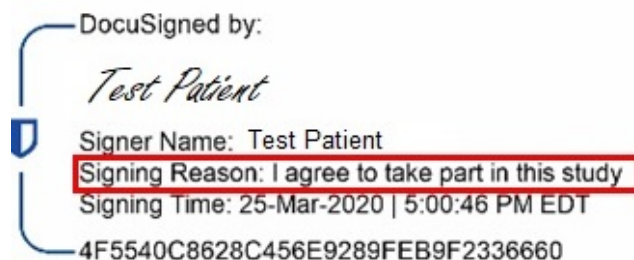 DocuSigned by:
Test Patient
Signer Name: Test Patient
Signing Reason: I agree to take part in this study
Signing Time: 25-Mar-2020 | 5:00:46 PM EDT
4F5540C8628C456E9289FEB9F2336660